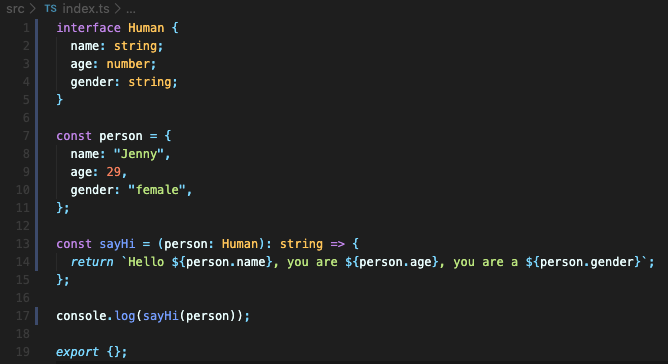 src > TS index.ts > ...
1 interface Human {
2   name: string;
3   age: number;
4   gender: string;
5 }
6
7 const person = {
8   name: "Jenny",
9   age: 29,
10   gender: "female",
11 };
12
13 const sayHi = (person: Human): string => {
14   return `Hello ${person.name}, you are ${person.age}, you are a ${person.gender}`;
15 };
16
17 console.log(sayHi(person));
18
19 export {};